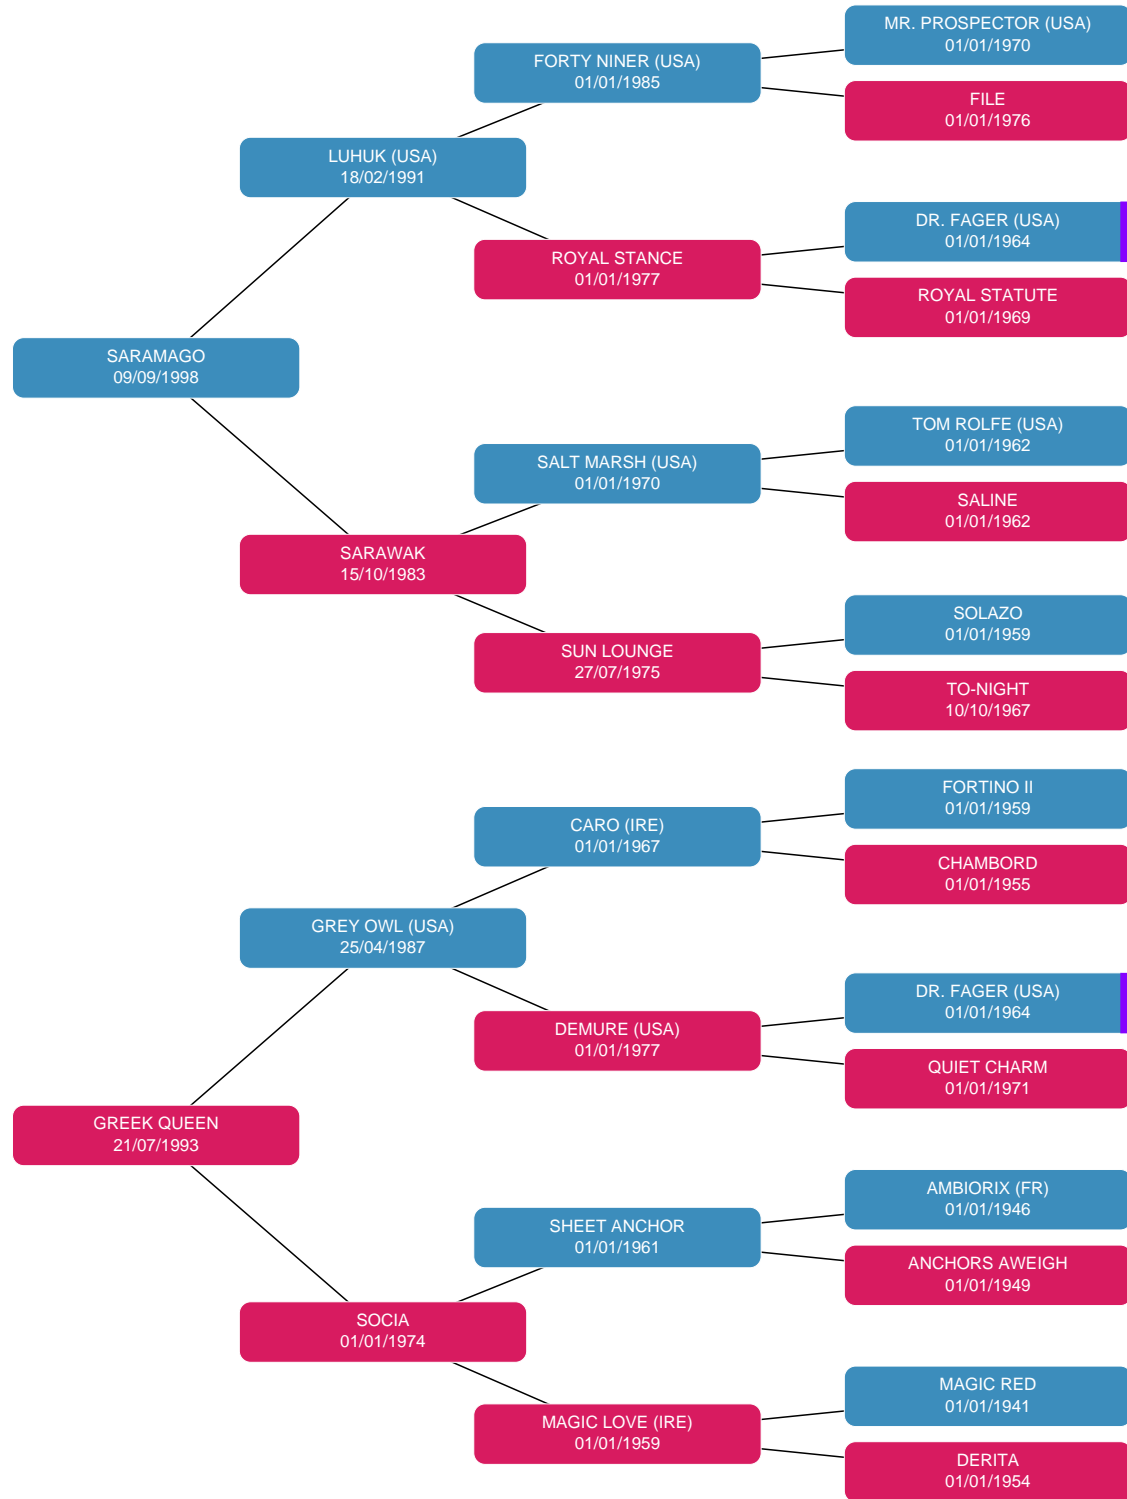 MR. PROSPECTOR (USA)
01/01/1970
FORTY NINER (USA)
01/01/1985
FILE
01/01/1976
LUHUK (USA)
18/02/1991
DR. FAGER (USA)
01/01/1964
ROYAL STANCE
01/01/1977
ROYAL STATUTE
01/01/1969
SARAMAGO
09/09/1998
TOM ROLFE (USA)
01/01/1962
SALT MARSH (USA)
01/01/1970
SALINE
01/01/1962
SARAWAK
15/10/1983
SOLAZO
01/01/1959
SUN LOUNGE
27/07/1975
TO-NIGHT
10/10/1967
FORTINO II
01/01/1959
CARO (IRE)
01/01/1967
CHAMBORD
01/01/1955
GREY OWL (USA)
25/04/1987
DR. FAGER (USA)
01/01/1964
DEMURE (USA)
01/01/1977
QUIET CHARM
01/01/1971
GREEK QUEEN
21/07/1993
AMBIORIX (FR)
01/01/1946
SHEET ANCHOR
01/01/1961
ANCHORS AWEIGH
01/01/1949
SOCIA
01/01/1974
MAGIC RED
01/01/1941
MAGIC LOVE (IRE)
01/01/1959
DERITA
01/01/1954